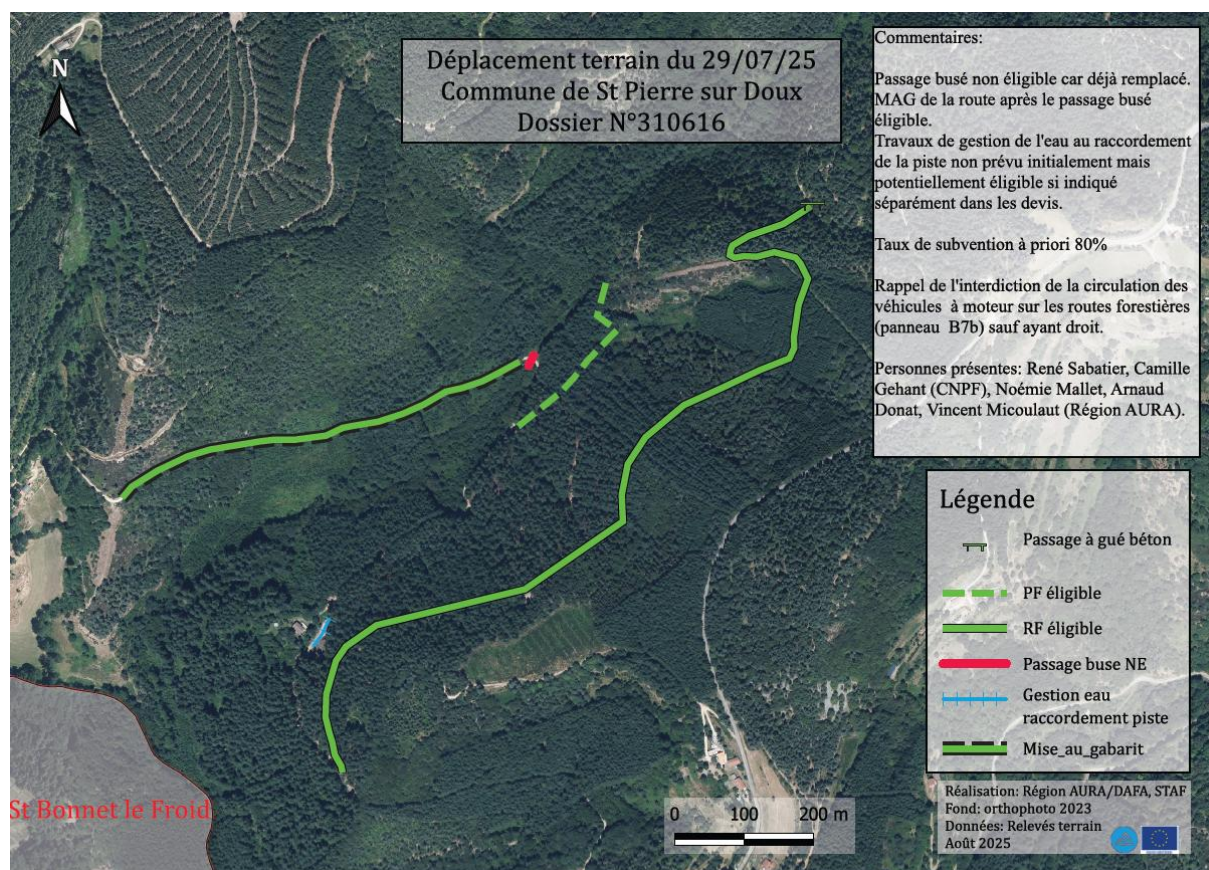 N
Déplacement terrain du 29/07/25
Commune de St Pierre sur Doux
Dossier N°310616
Commentaires:
Passage busé non éligible car déjà remplacé.
MAG de la route après le passage busé
éligible.
Travaux de gestion de l'eau au raccordement
de la piste non prévu initialement mais
potentiellement éligible si indiqué
séparément dans les devis.
Taux de subvention à priori 80%
Rappel de l'interdiction de la circulation des
véhicules à moteur sur les routes forestières
(panneau B7b) sauf ayant droit.
Personnes présentes: René Sabatier, Camille
Gehant (CNPF), Noémie Mallet, Arnaud
Donat, Vincent Micoulaut (Région AURA).
Légende
Passage à gué béton
PF éligible
RF éligible
Passage buse NE
Gestion eau
raccordement piste
Mise_au_gabarit
Réalisation: Région AURA/DAFA, STAF
Fond: orthophoto 2023
Données: Relevés terrain
Août 2025
St Bonnet le Froid
0 100 200 m